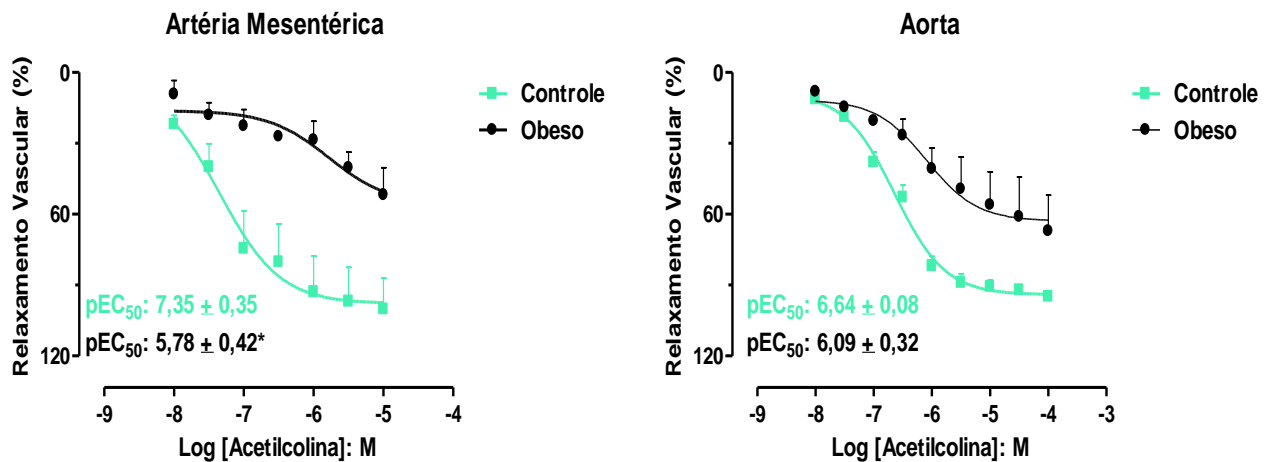 Artéria Mesentérica
Relaxamento Vascular (%)
0
60
120
Controle
Obeso
pEC50: 7,35 ± 0,35
pEC50: 5,78 ± 0,42*
-9 -8 -7 -6 -5 -4
Log [Acetilcolina]: M
Aorta
Relaxamento Vascular (%)
0
60
120
Controle
Obeso
pEC50: 6,64 ± 0,08
pEC50: 6,09 ± 0,32
-9 -8 -7 -6 -5 -4 -3
Log [Acetilcolina]: M